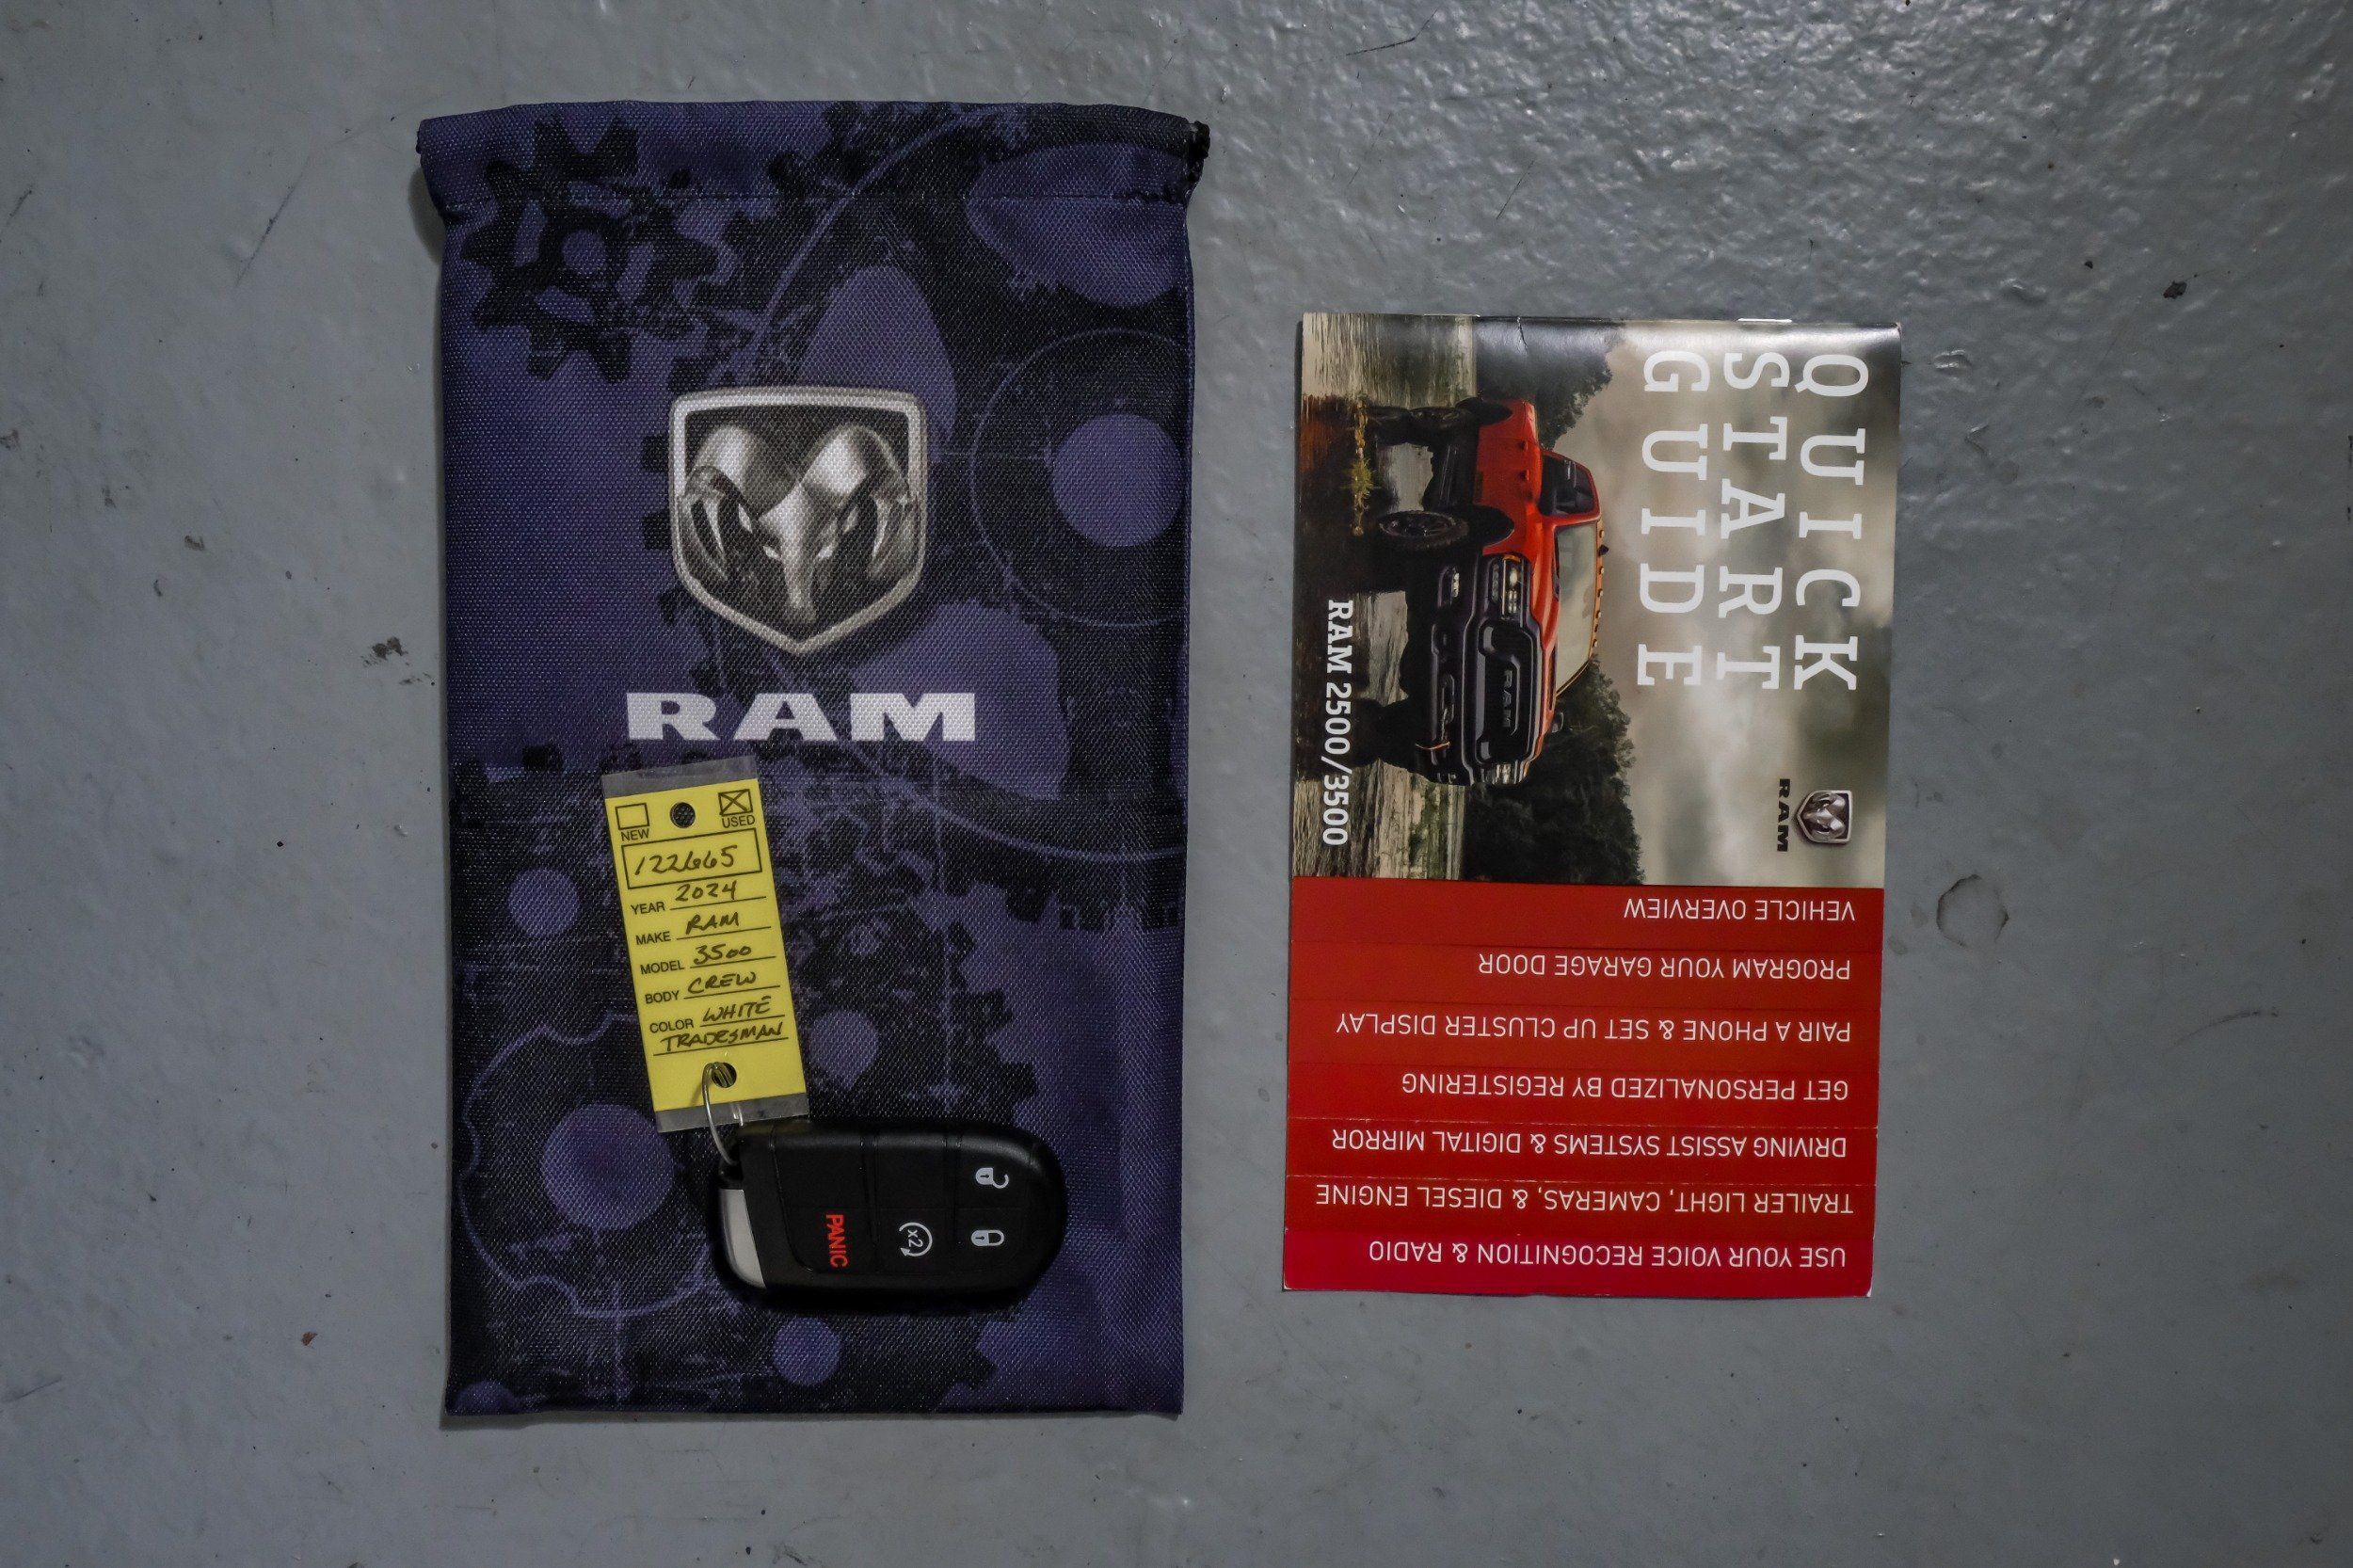 RAM
NEW
USED
122665
YEAR 2024
MAKE RAM
MODEL 3500
BODY CREW
COLOR WHITE
TRADESMAN
PANIC
x2
QUICK
START
GUIDE
RAM
RAM
RAM 2500/3500
VEHICLE OVERVIEW
PROGRAM YOUR GARAGE DOOR
PAIR A PHONE & SET UP CLUSTER DISPLAY
GET PERSONALIZED BY REGISTERING
DRIVING ASSIST SYSTEMS & DIGITAL MIRROR
TRAILER LIGHT, CAMERAS, & DIESEL ENGINE
USE YOUR VOICE RECOGNITION & RADIO